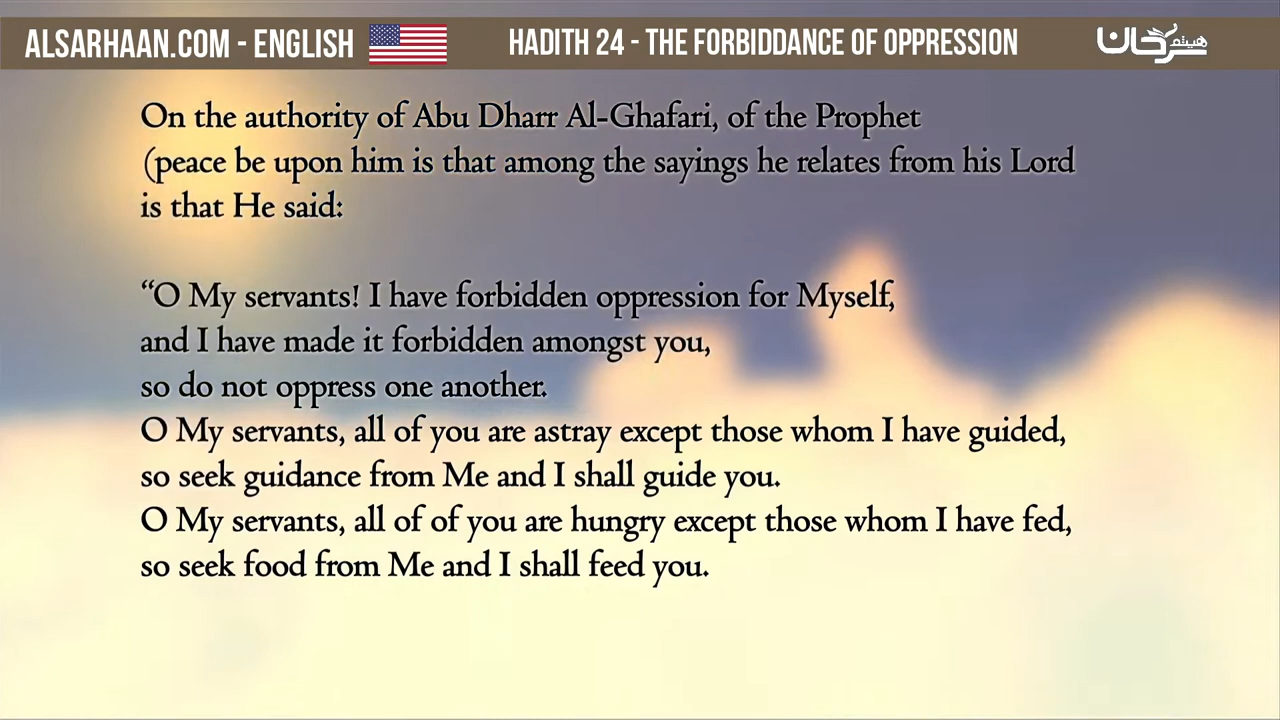 ALSARHAAN.COM - ENGLISH
HADITH 24 - THE FORBIDDANCE OF OPPRESSION
هيثم سرحان
On the authority of Abu Dharr Al-Ghafari, of the Prophet
(peace be upon him is that among the sayings he relates from his Lord
is that He said:
“O My servants! I have forbidden oppression for Myself,
and I have made it forbidden amongst you,
so do not oppress one another.
O My servants, all of you are astray except those whom I have guided,
so seek guidance from Me and I shall guide you.
O My servants, all of of you are hungry except those whom I have fed,
so seek food from Me and I shall feed you.